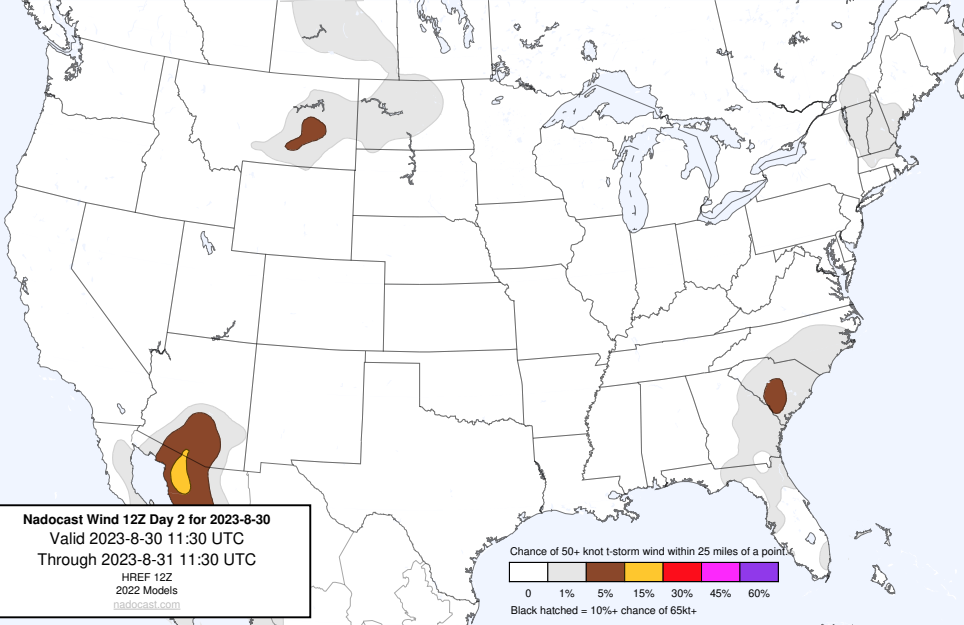 Nadocast Wind 12Z Day 2 for 2023-8-30
Valid 2023-8-30 11:30 UTC
Through 2023-8-31 11:30 UTC
HREF 12Z
2022 Models
nadocast.com
Chance of 50+ knot t-storm wind within 25 miles of a point.
0 1% 5% 15% 30% 45% 60%
Black hatched = 10%+ chance of 65kt+